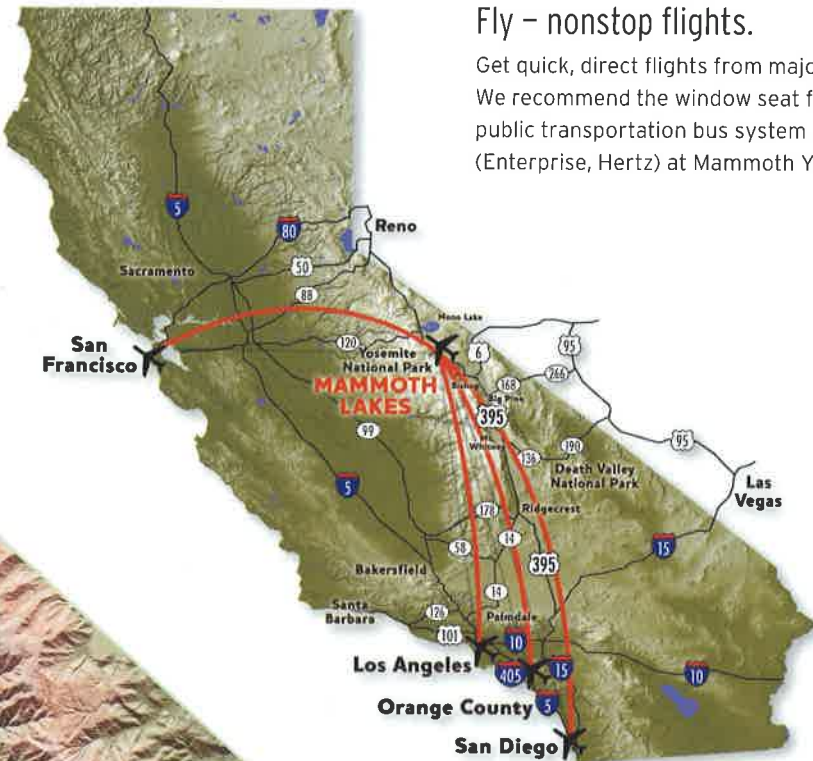 Fly – nonstop flights.
Get quick, direct flights from majo
We recommend the window seat f
public transportation bus system
(Enterprise, Hertz) at Mammoth Y
5
80
Reno
Sacramento
50
88
Mono Lake
San
Francisco
120
Yosemite
National Park
6
95
MAMMOTH
LAKES
Bishop
168
266
Big Pine
395
99
Mt.
Whitney
136
190
95
Death Valley
National Park
Las
Vegas
5
178
Ridgecrest
14
15
58
395
Bakersfield
14
Santa
Barbara
126
Palmdale
101
10
Los Angeles
405
15
10
Orange County
5
San Diego